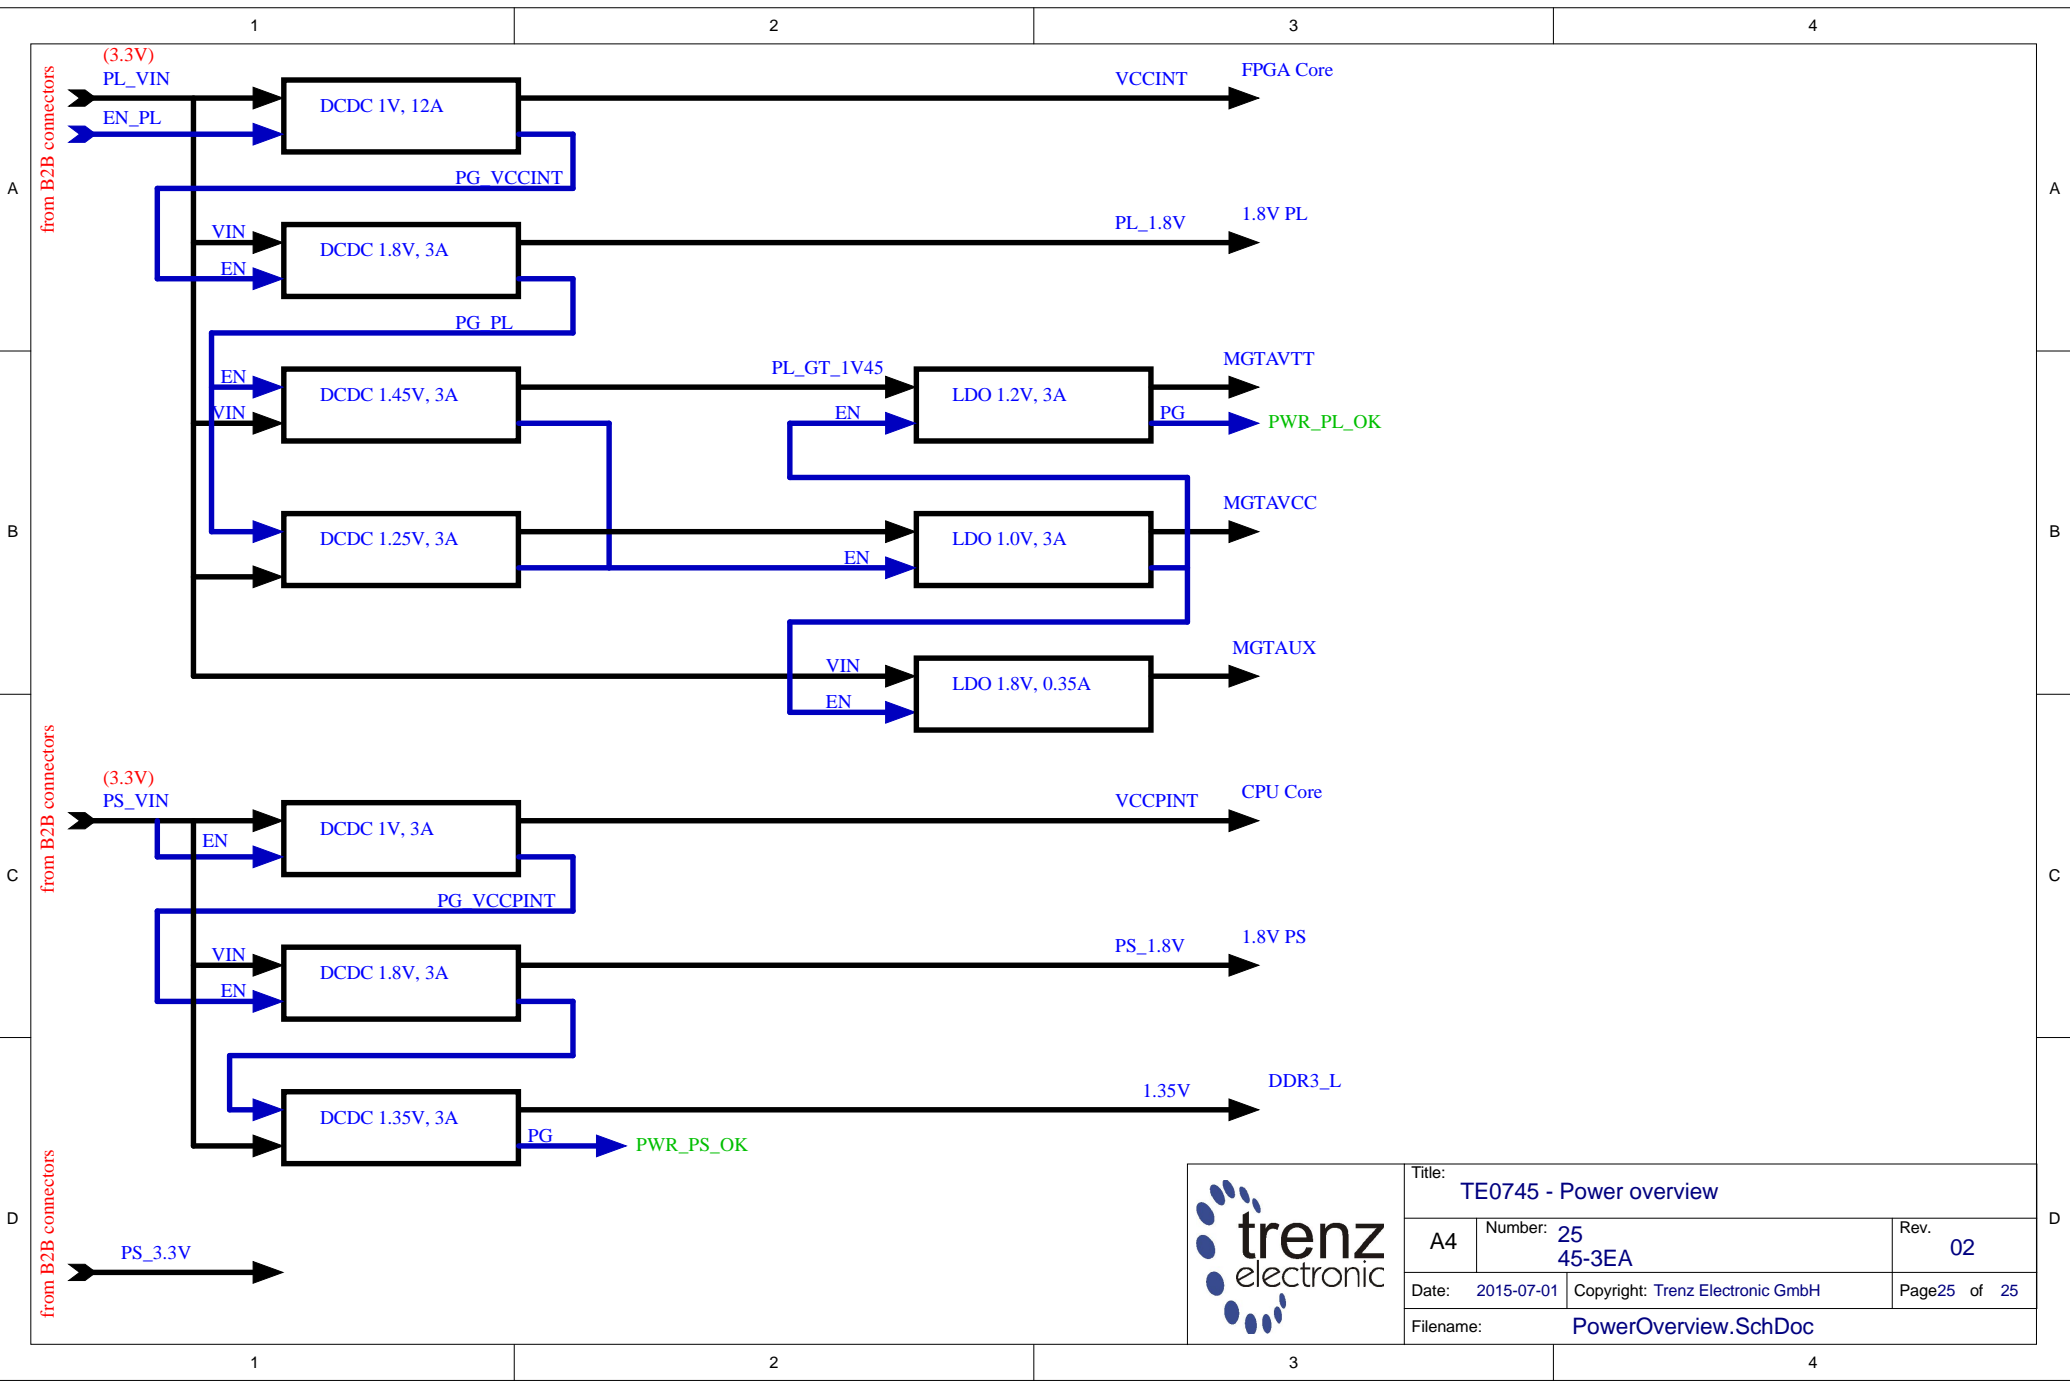 1 2 3 4
(3.3V)
PL_VIN
EN_PL
from B2B connectors
DCDC 1V, 12A
VCCINT
FPGA Core
A
A
PG_VCCINT
VIN
EN
DCDC 1.8V, 3A
PL_1.8V
1.8V PL
PG_PL
EN
VIN
DCDC 1.45V, 3A
PL_GT_1V45
EN
LDO 1.2V, 3A
MGTAVTT
PG
PWR_PL_OK
B
B
DCDC 1.25V, 3A
EN
LDO 1.0V, 3A
MGTAVCC
VIN
EN
LDO 1.8V, 0.35A
MGTAUX
from B2B connectors
(3.3V)
PS_VIN
EN
DCDC 1V, 3A
VCCPINT
CPU Core
C
C
PG_VCCPINT
VIN
EN
DCDC 1.8V, 3A
PS_1.8V
1.8V PS
DCDC 1.35V, 3A
1.35V
DDR3_L
PG
PWR_PS_OK
from B2B connectors
D
D
PS_3.3V
trenz
electronic
Title:
TE0745 - Power overview
A4
Number: 25
45-3EA
Rev.
02
Date: 2015-07-01
Copyright: Trenz Electronic GmbH
Page25 of 25
Filename: PowerOverview.SchDoc
1 2 3 4